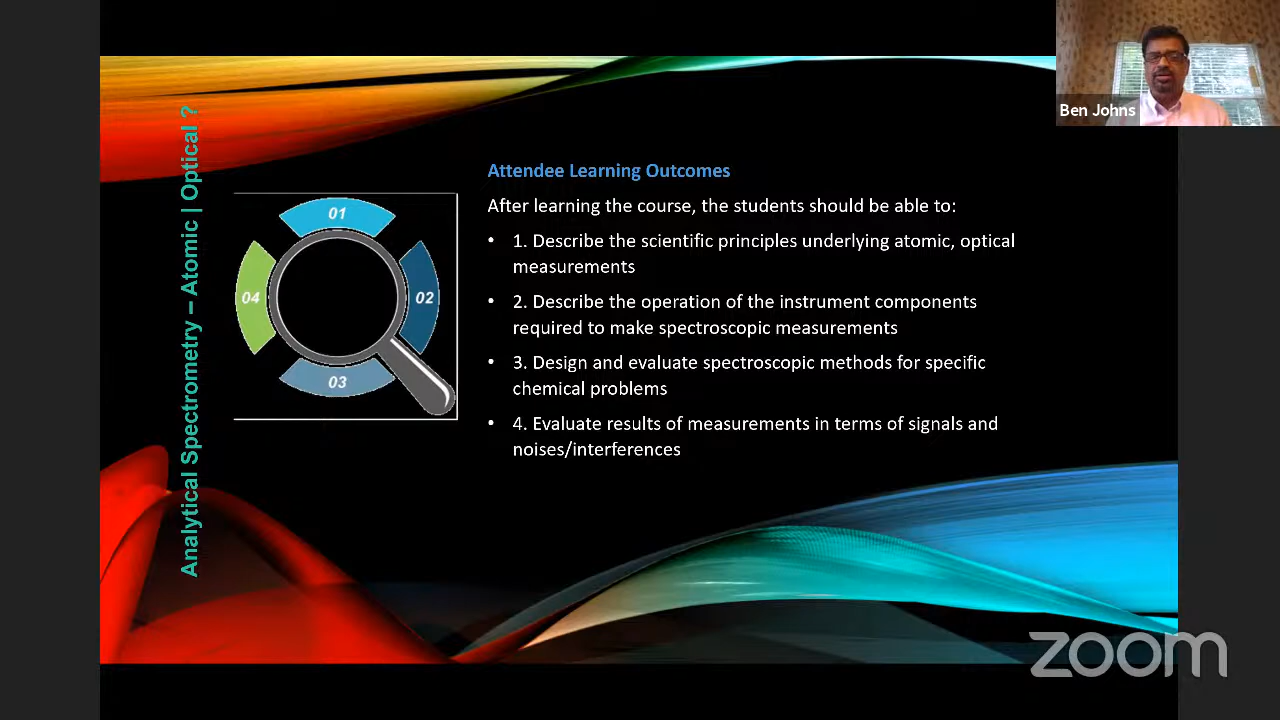 Ben Johns
Analytical Spectrometry – Atomic | Optical ?
01
02
03
04
Attendee Learning Outcomes
After learning the course, the students should be able to:
• 1. Describe the scientific principles underlying atomic, optical
measurements
• 2. Describe the operation of the instrument components
required to make spectroscopic measurements
• 3. Design and evaluate spectroscopic methods for specific
chemical problems
• 4. Evaluate results of measurements in terms of signals and
noises/interferences
zoom